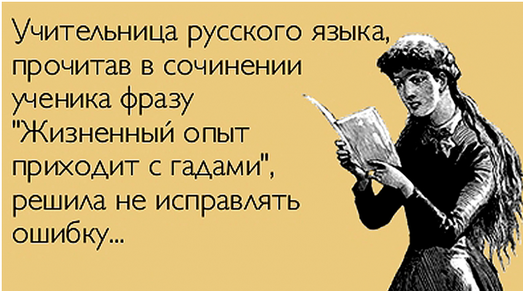 Учительница русского языка,
прочитав в сочинении
ученика фразу
"Жизненный опыт
приходит с гадами",
решила не исправлять
ошибку...